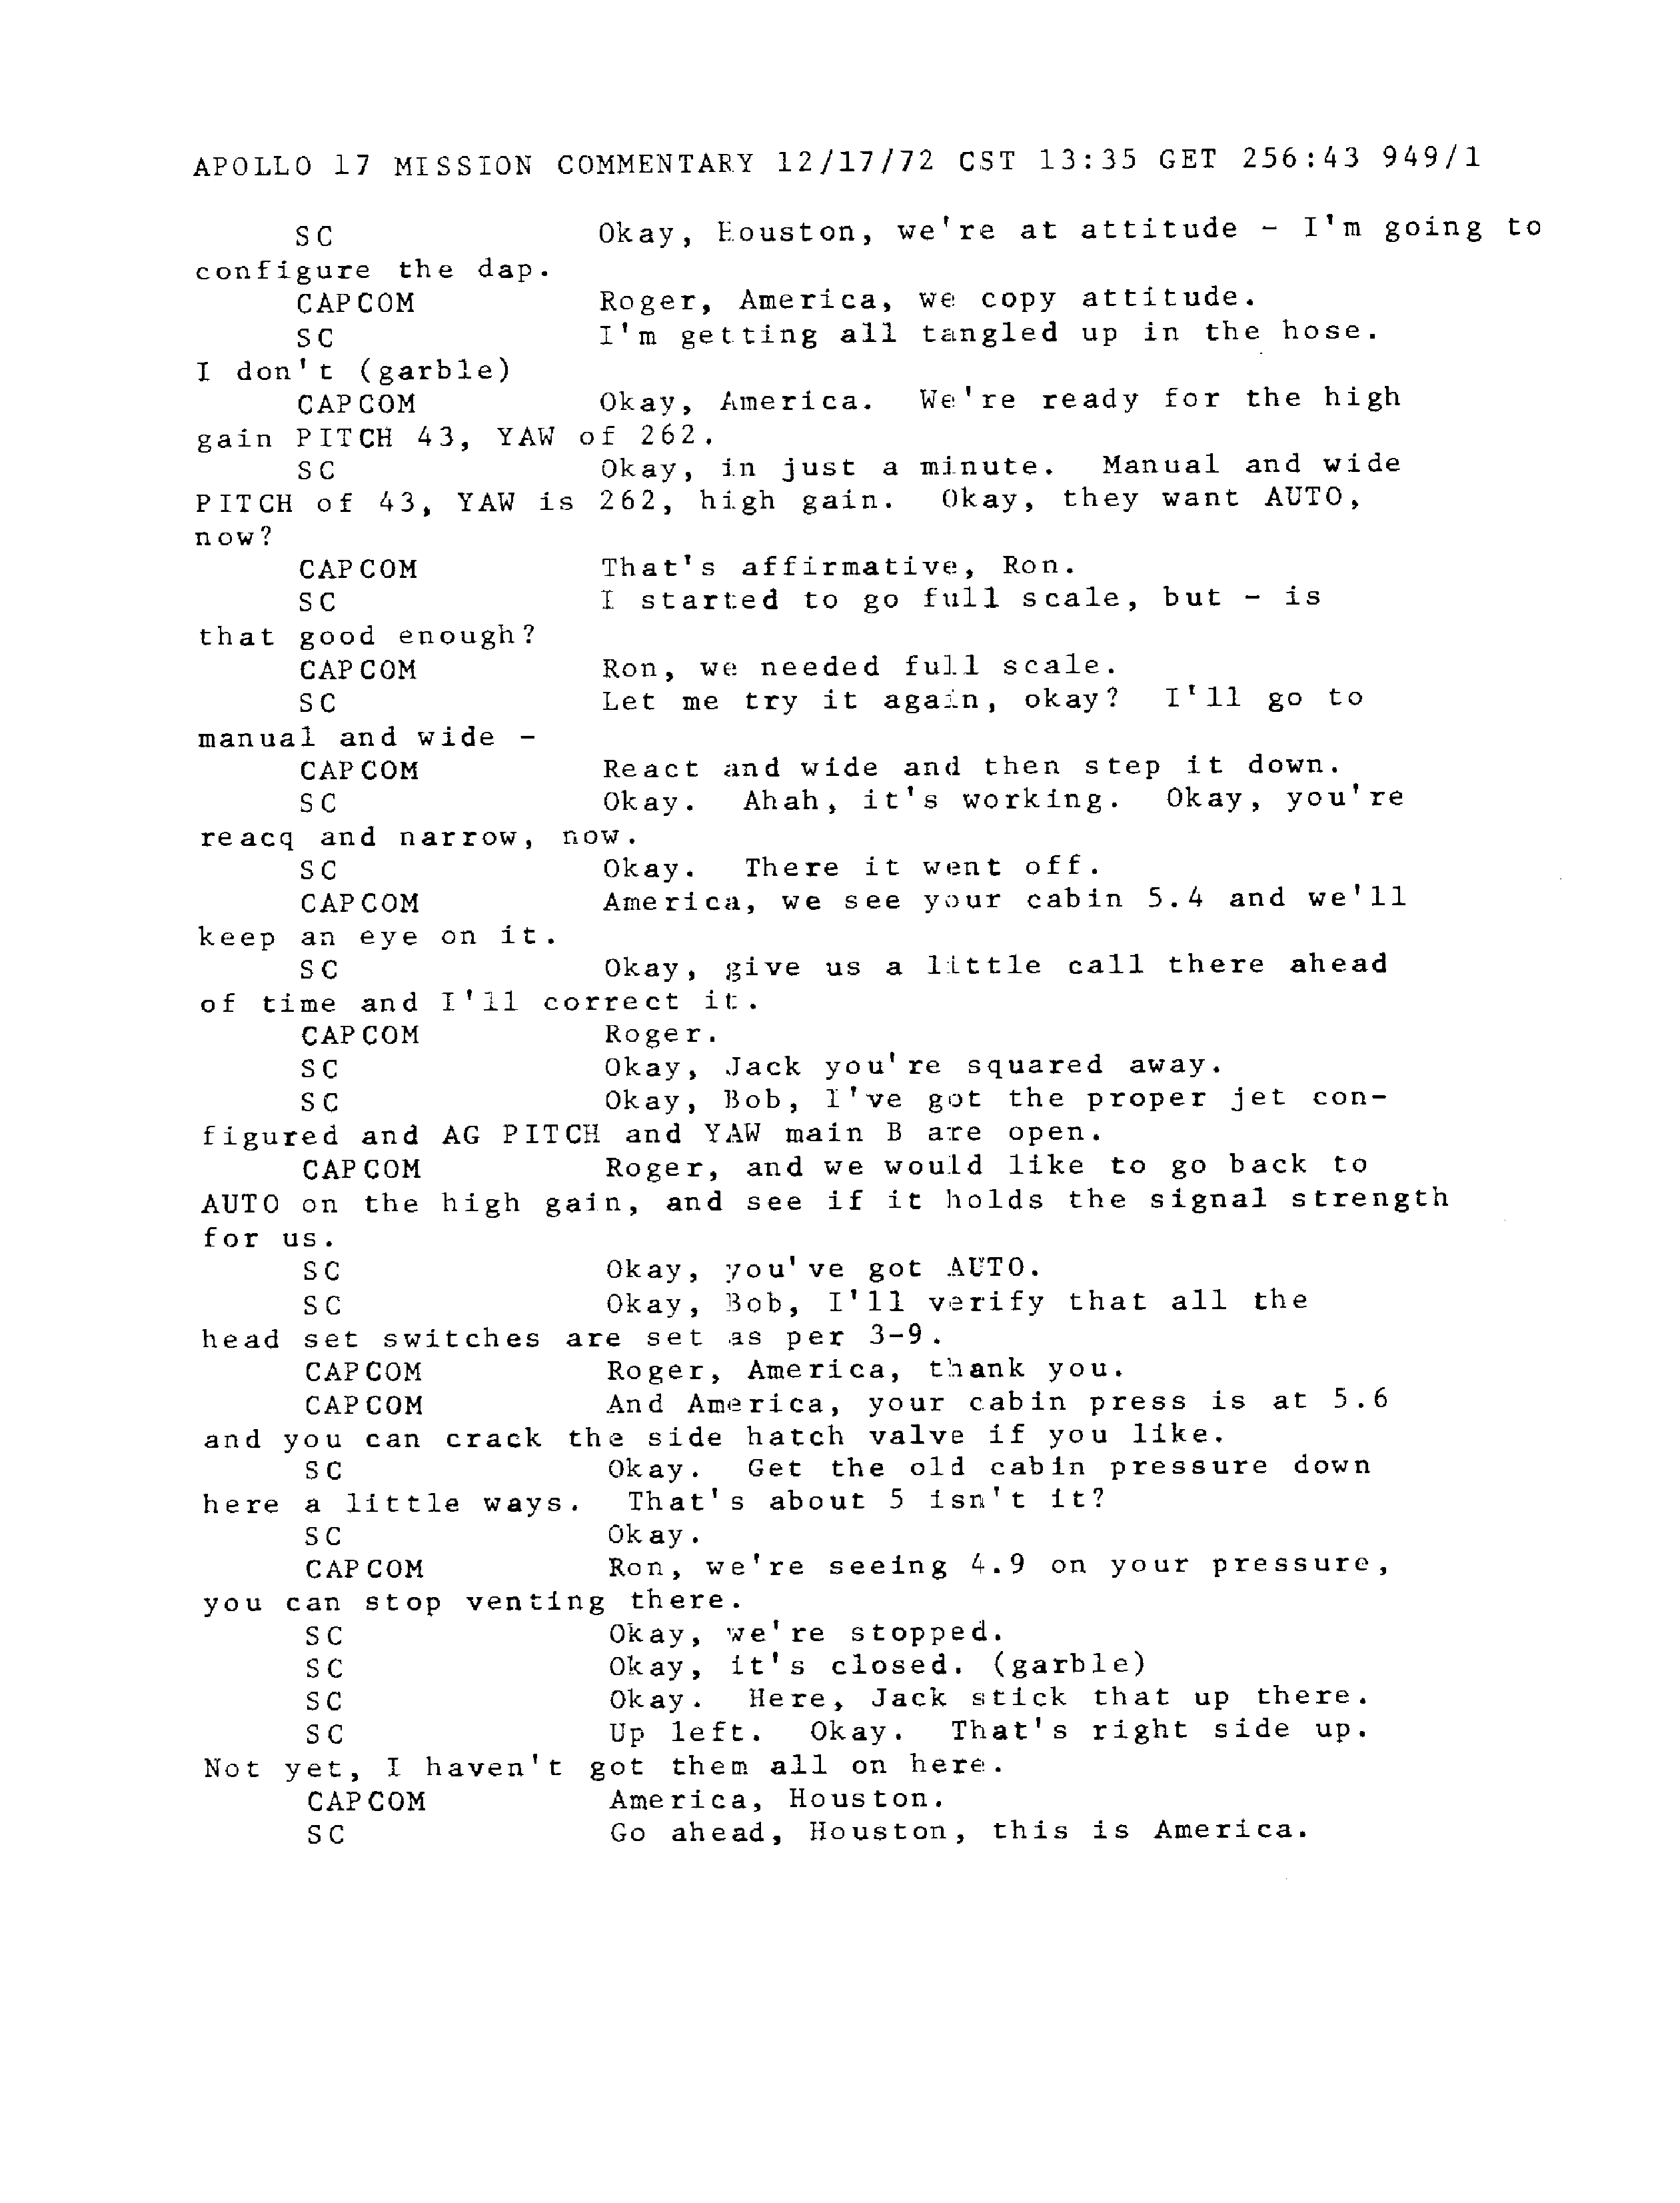 APOLLO 17 MISSION COMMENTARY 12/17/72 CST 13:35 GET 256:43 949/1
SC Okay, Houston, we're at attitude - I'm going to
configure the dap.
CAPCOM Roger, America, we copy attitude.
SC I'm getting all tangled up in the hose.
I don't (garble)
CAPCOM Okay, America. We're ready for the high
gain PITCH 43, YAW of 262.
SC Okay, in just a minute. Manual and wide
PITCH of 43, YAW is 262, high gain. Okay, they want AUTO,
now?
CAPCOM That's affirmative, Ron.
SC I started to go full scale, but - is
that good enough?
CAPCOM Ron, we needed full scale.
SC Let me try it again, okay? I'll go to
manual and wide -
CAPCOM React and wide and then step it down.
SC Okay. Ahah, it's working. Okay, you're
reacq and narrow, now.
SC Okay. There it went off.
CAPCOM America, we see your cabin 5.4 and we'll
keep an eye on it.
SC Okay, give us a little call there ahead
of time and I'll correct it.
CAPCOM Roger.
SC Okay, Jack you're squared away.
SC Okay, Bob, I've got the proper jet con-
figured and AG PITCH and YAW main B are open.
CAPCOM Roger, and we would like to go back to
AUTO on the high gain, and see if it holds the signal strength
for us.
SC Okay, you've got AUTO.
SC Okay, Bob, I'll verify that all the
head set switches are set as per 3-9.
CAPCOM Roger, America, thank you.
CAPCOM And America, your cabin press is at 5.6
and you can crack the side hatch valve if you like.
SC Okay. Get the old cabin pressure down
here a little ways. That's about 5 isn't it?
SC Okay.
CAPCOM Ron, we're seeing 4.9 on your pressure,
you can stop venting there.
SC Okay, we're stopped.
SC Okay, it's closed. (garble)
SC Okay. Here, Jack stick that up there.
SC Up left. Okay. That's right side up.
Not yet, I haven't got them all on here.
CAPCOM America, Houston.
SC Go ahead, Houston, this is America.